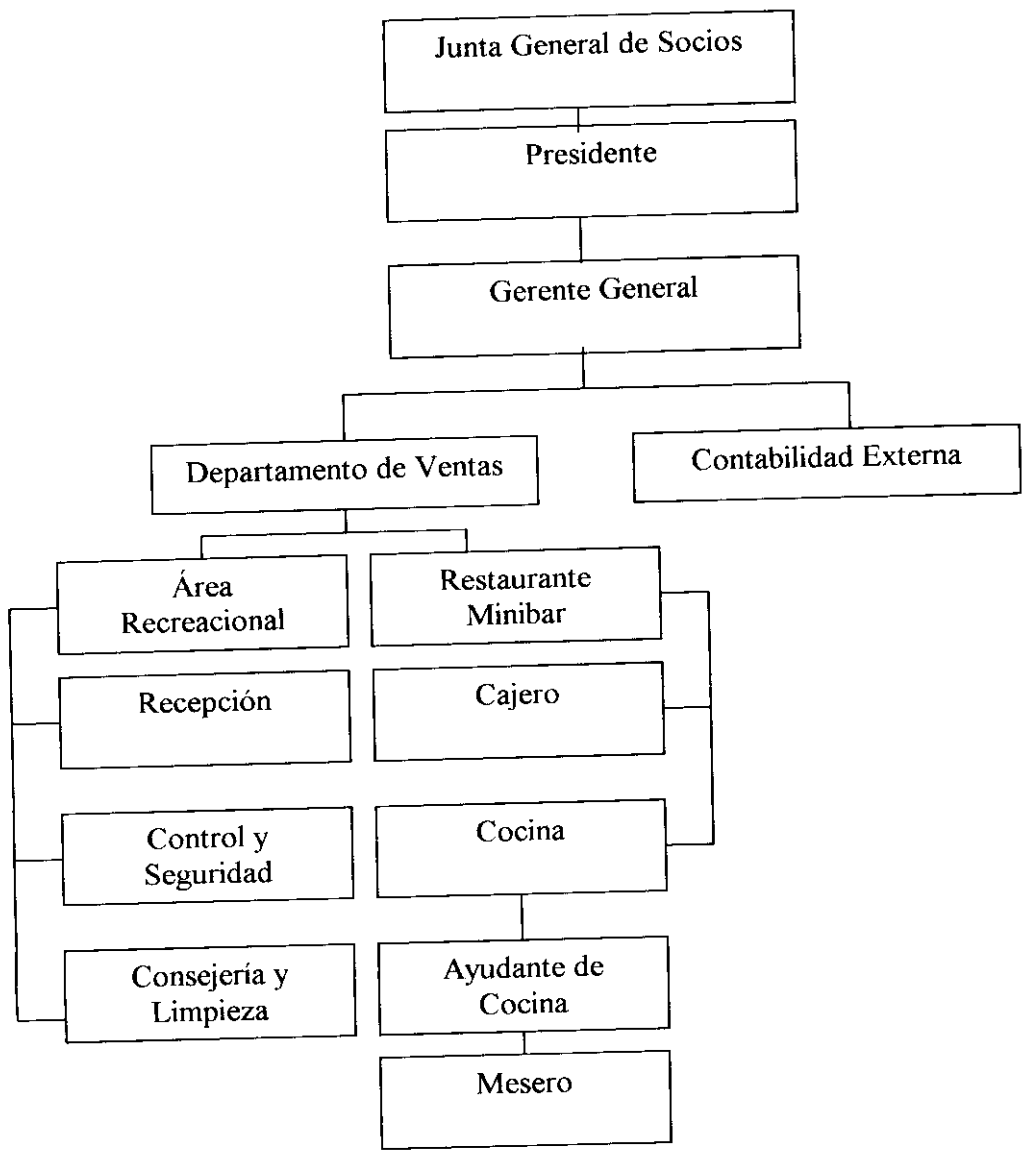 Junta General de Socios
Presidente
Gerente General
Departamento de Ventas
Contabilidad Externa
Área
Recreacional
Restaurante
Minibar
Recepción
Cajero
Control y
Seguridad
Cocina
Consejería y
Limpieza
Ayudante de
Cocina
Mesero